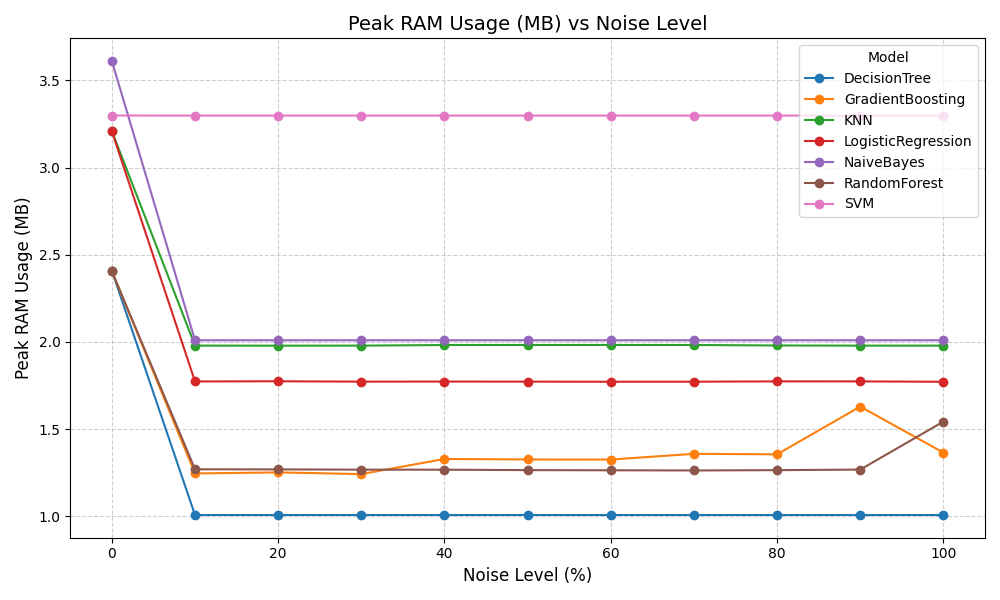 Peak RAM Usage (MB) vs Noise Level
Peak RAM Usage (MB)
3.5
3.0
2.5
2.0
1.5
1.0
Model
DecisionTree
GradientBoosting
KNN
LogisticRegression
NaiveBayes
RandomForest
SVM
0
20
40
60
80
100
Noise Level (%)